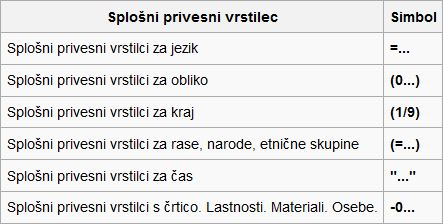 Splošni privesni vrstilec Simbol
Splošni privesni vrstilci za jezik =...
Splošni privesni vrstilci za obliko (0...)
Splošni privesni vrstilci za kraj (1/9)
Splošni privesni vrstilci za rase, narode, etnične skupine (=...)
Splošni privesni vrstilci za čas "..."
Splošni privesni vrstilci s črtico. Lastnosti. Materiali. Osebe. -0...